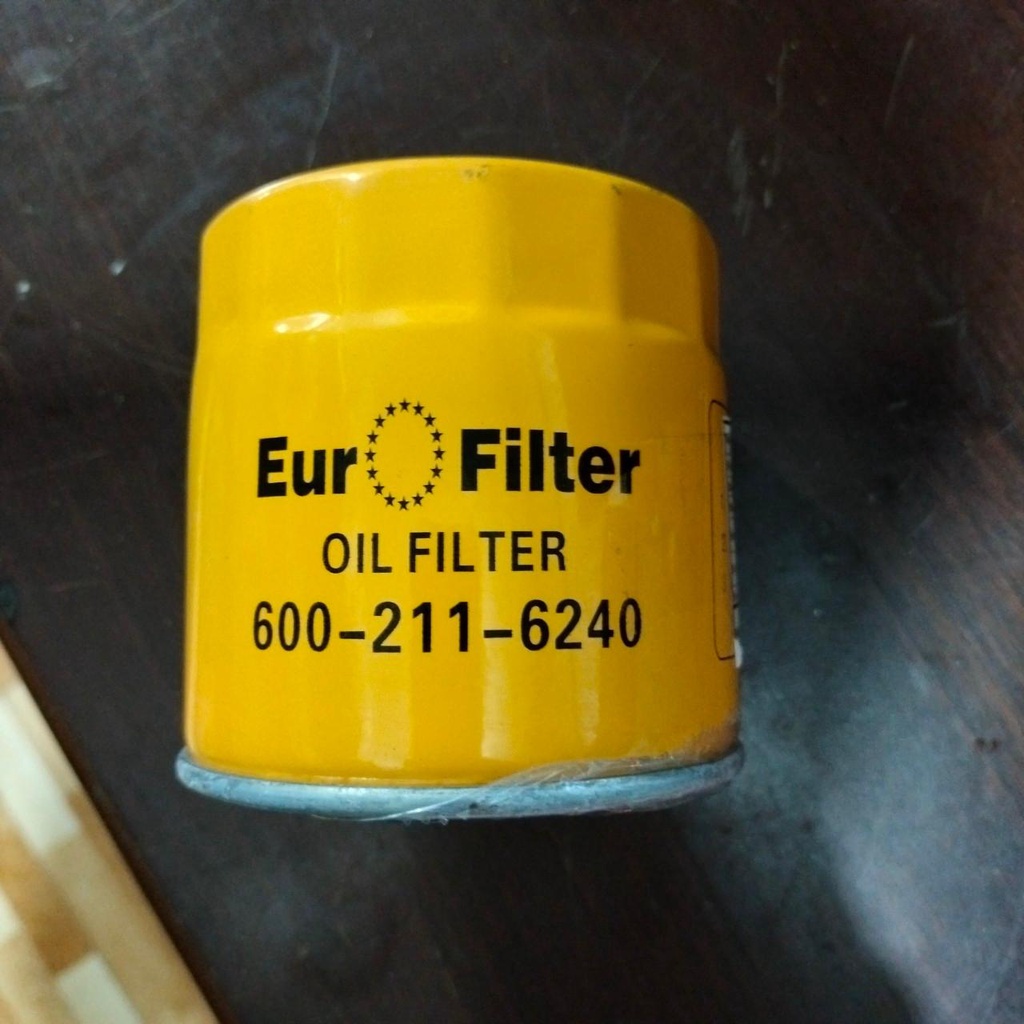 Eur Filter
OIL FILTER
600-211-6240